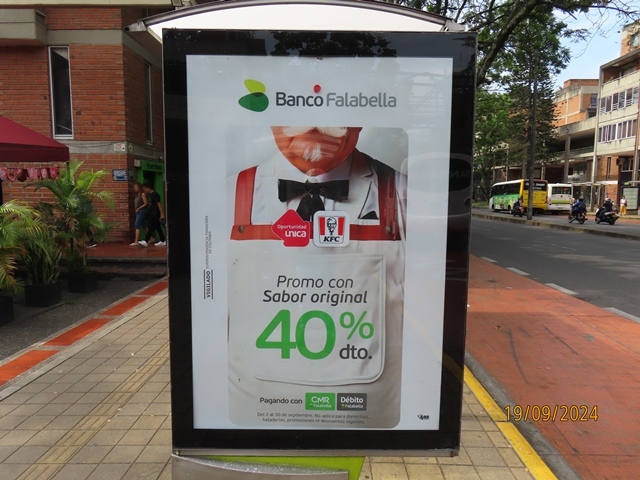 Banco Falabella
Oportunidad
única
KFC
Promo con
Sabor original
40%
dto.
Pagando con
CMR
Falabella
Débito
Falabella
VIGILADO
19/09/2024